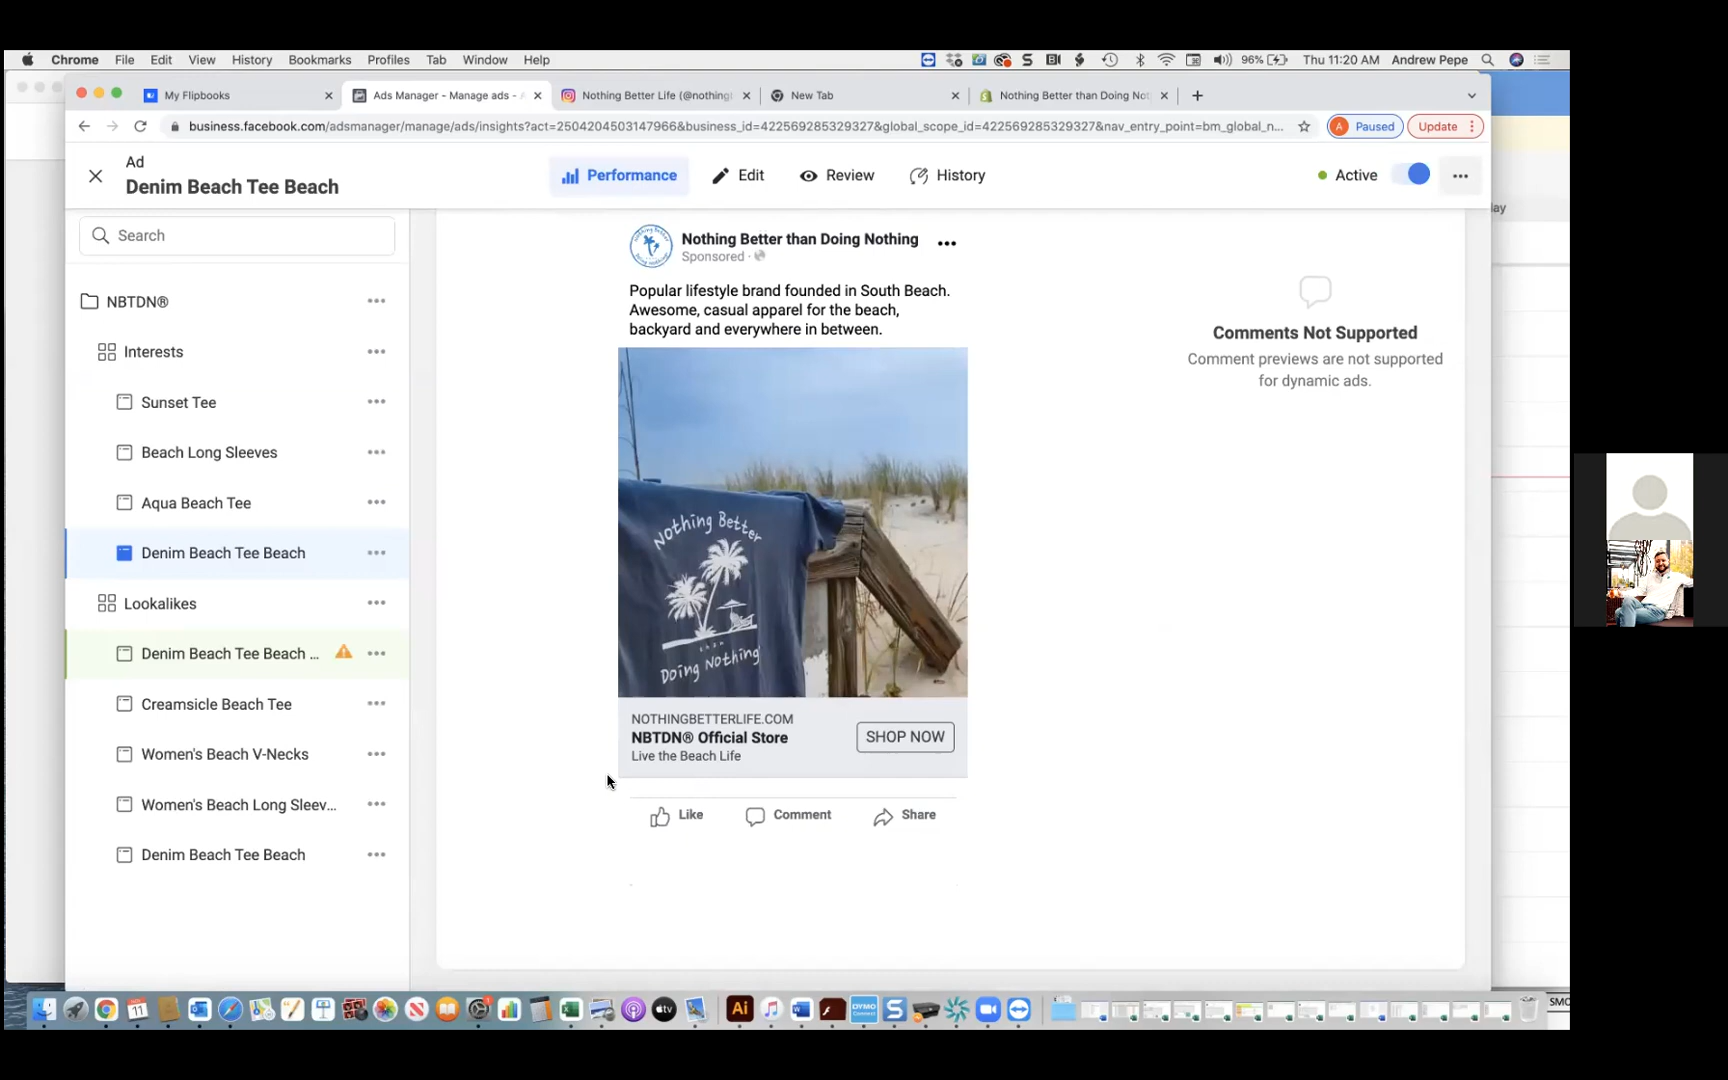 Chrome File Edit View History Bookmarks Profiles Tab Window Help 96% Thu 11:20 AM Andrew Pepe
My Flipbooks Ads Manager - Manage ads - Nothing Better Life (@nothing New Tab Nothing Better than Doing Not
business.facebook.com/adsmanager/manage/ads/insights?act=2504204503147966&business_id=422569285329327&global_scope_id=422569285329327&nav_entry_point=bm_global_n... A Paused Update
Ad
Denim Beach Tee Beach
Performance Edit Review History Active
Search
NBTDN®
Interests
Sunset Tee
Beach Long Sleeves
Aqua Beach Tee
Denim Beach Tee Beach
Lookalikes
Denim Beach Tee Beach ...
Creamsicle Beach Tee
Women's Beach V-Necks
Women's Beach Long Sleev...
Denim Beach Tee Beach
Nothing Better than Doing Nothing
Sponsored ·
Popular lifestyle brand founded in South Beach.
Awesome, casual apparel for the beach,
backyard and everywhere in between.
Nothing Better
Doing Nothing
NOTHINGBETTERLIFE.COM
NBTDN® Official Store
Live the Beach Life
SHOP NOW
Like Comment Share
Comments Not Supported
Comment previews are not supported
for dynamic ads.